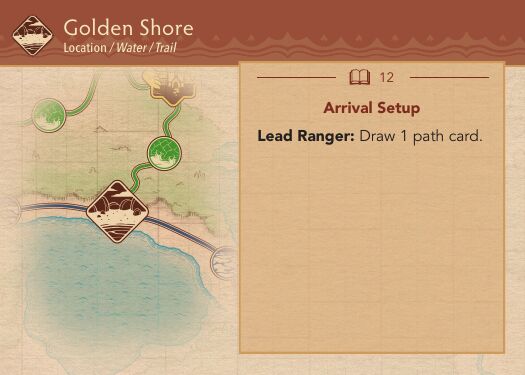 Golden Shore
Location / Water / Trail
12
Arrival Setup
Lead Ranger: Draw 1 path card.